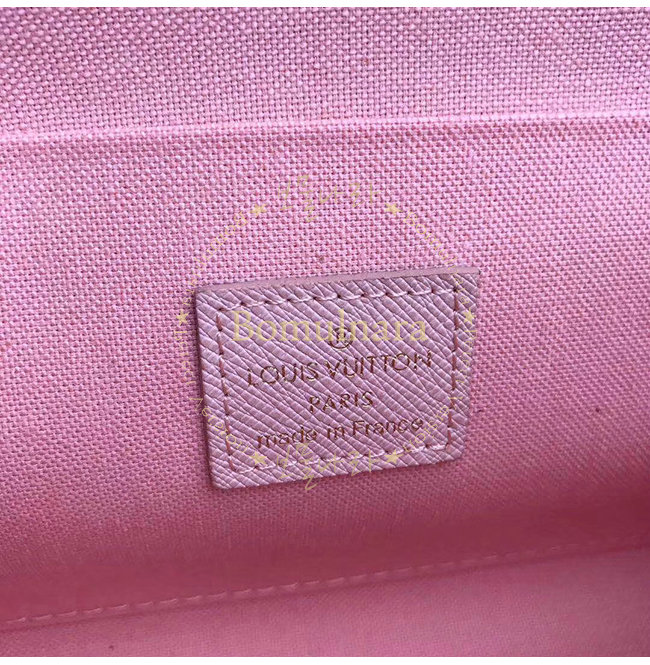 Bomulnara
®
LOUIS VUITTON
PARIS
made in France